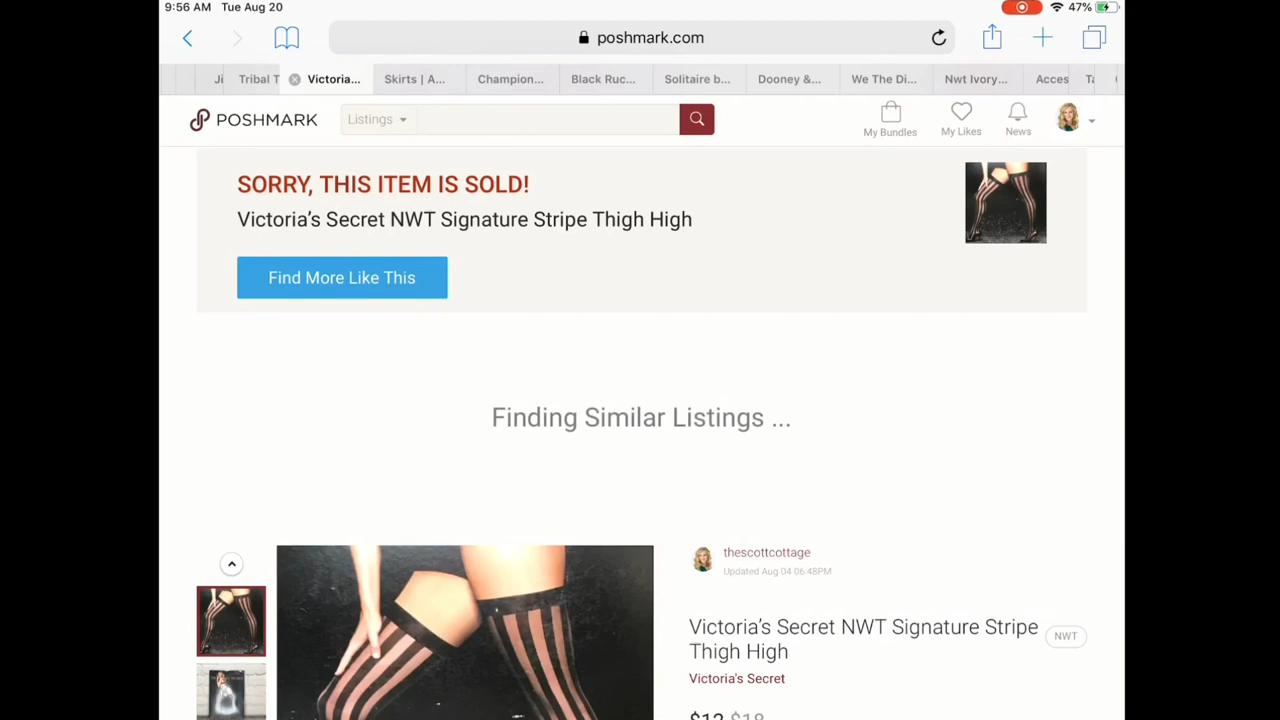 9:56 AM Tue Aug 20
47%
poshmark.com
Ji
Tribal T
Victoria...
Skirts | A...
Champion...
Black Ruc...
Solitaire b...
Dooney &...
We The Di...
Nwt Ivory...
Acces
POSHMARK
Listings
My Bundles
My Likes
News
SORRY, THIS ITEM IS SOLD!
Victoria’s Secret NWT Signature Stripe Thigh High
Find More Like This
Finding Similar Listings ...
thescottcottage
Updated Aug 04 06:48PM
Victoria’s Secret NWT Signature Stripe
Thigh High
NWT
Victoria's Secret
$12 $18